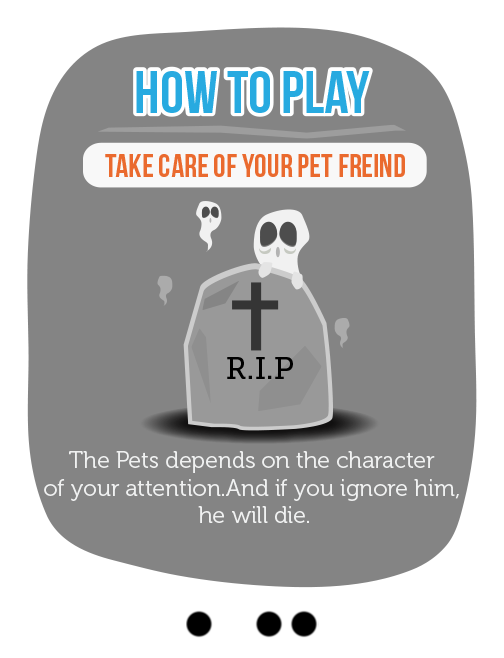 HOW TO PLAY
TAKE CARE OF YOUR PET FREIND
R.I.P
The Pets depends on the character
of your attention.And if you ignore him,
he will die.